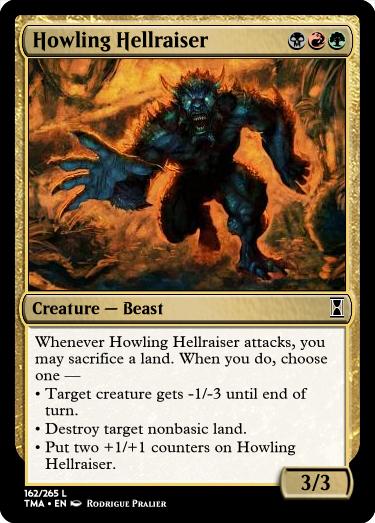 Howling Hellraiser
Creature — Beast
Whenever Howling Hellraiser attacks, you
may sacrifice a land. When you do, choose
one —
• Target creature gets -1/-3 until end of
turn.
• Destroy target nonbasic land.
• Put two +1/+1 counters on Howling
Hellraiser.
3/3
162/265 L
TMA • EN Rodrigue Pralier